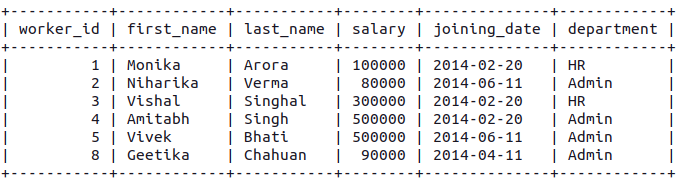 +-----------+------------+-----------+--------+--------------+------------+
| worker_id | first_name | last_name | salary | joining_date | department |
+-----------+------------+-----------+--------+--------------+------------+
|         1 | Monika     | Arora     | 100000 | 2014-02-20   | HR         |
|         2 | Niharika   | Verma     |  80000 | 2014-06-11   | Admin      |
|         3 | Vishal     | Singhal   | 300000 | 2014-02-20   | HR         |
|         4 | Amitabh    | Singh     | 500000 | 2014-02-20   | Admin      |
|         5 | Vivek      | Bhati     | 500000 | 2014-06-11   | Admin      |
|         8 | Geetika    | Chahuan   |  90000 | 2014-04-11   | Admin      |
+-----------+------------+-----------+--------+--------------+------------+